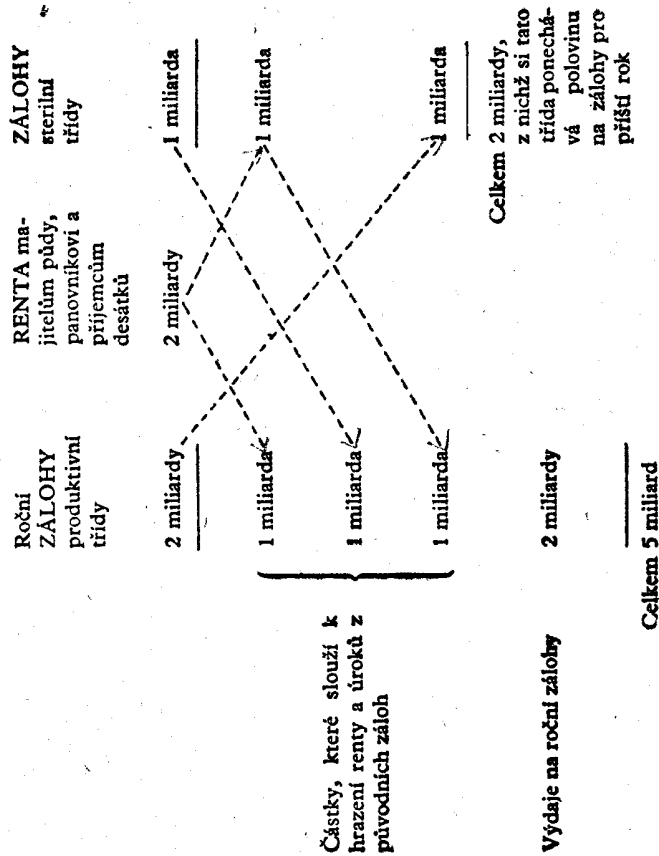 Roční
ZÁLOHY
produktivní
třídy
RENTA ma-
jitelům půdy,
panovníkovi a
příjemcům
desátků
ZÁLOHY
sterilní
třídy
2 miliardy
2 miliardy
1 miliarda
Částky, které slouží k
hrazení renty a úroků z
původních záloh
1 miliarda
1 miliarda
1 miliarda
1 miliarda
1 miliarda
Celkem 2 miliardy,
z nichž si tato
třída ponechá-
vá polovinu
na zálohy pro
příští rok
Výdaje na roční zálohy
2 miliardy
Celkem 5 miliard